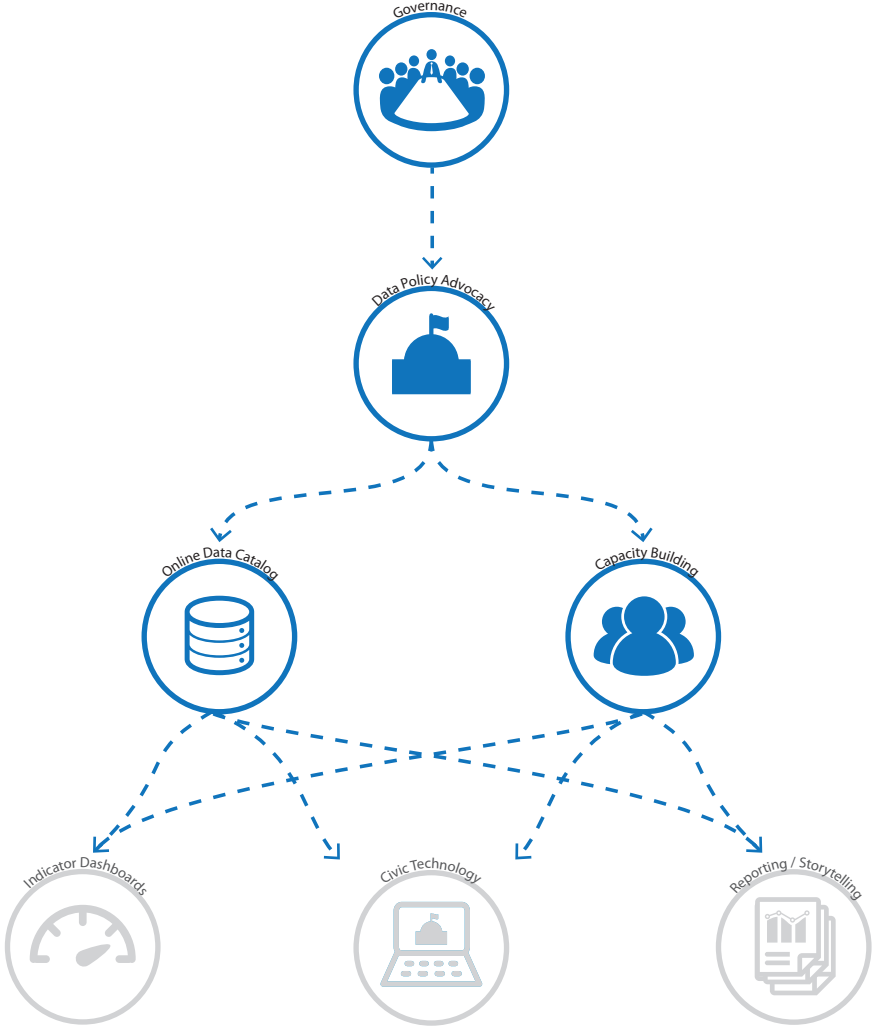 Governance
Data Policy Advocacy
Online Data Catalog
Capacity Building
Indicator Dashboards
Civic Technology
Reporting / Storytelling